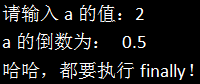 请输入 a 的值：2
a 的倒数为： 0.5
哈哈，都要执行 finally！